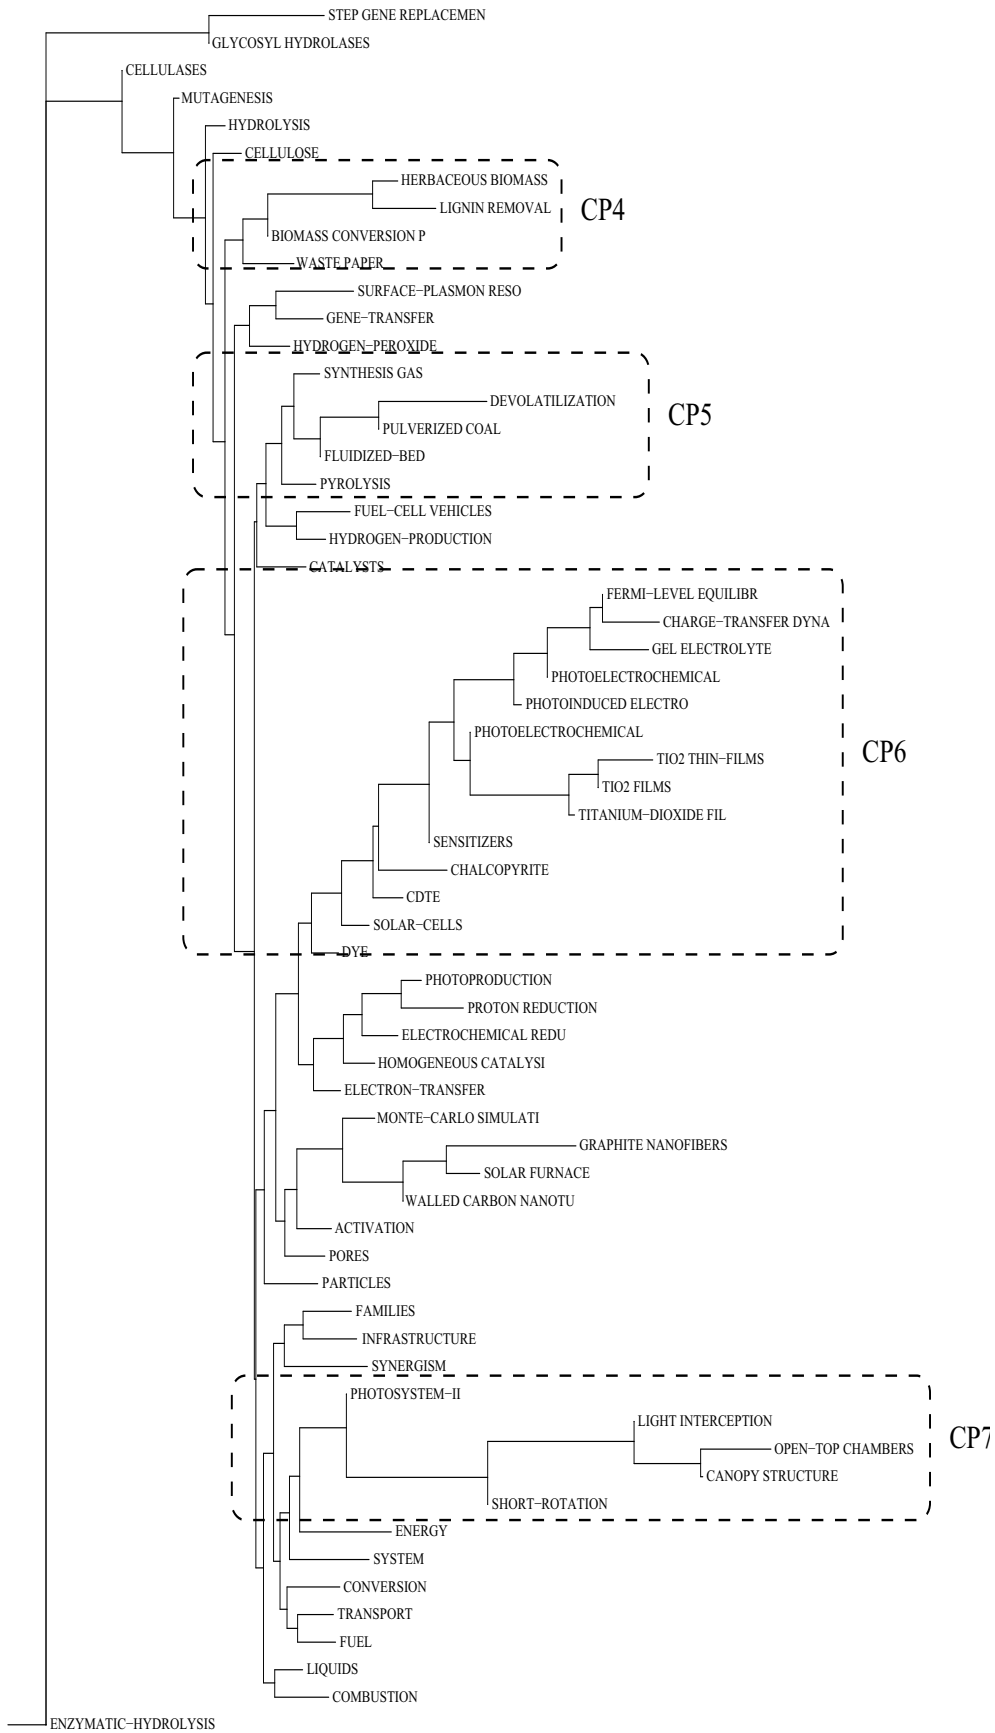 STEP GENE REPLACEMEN
GLYCOSYL HYDROLASES
CELLULASES
MUTAGENESIS
HYDROLYSIS
CELLULOSE
HERBACEOUS BIOMASS
LIGNIN REMOVAL
CP4
BIOMASS CONVERSION P
WASTE PAPER
SURFACE−PLASMON RESO
GENE−TRANSFER
HYDROGEN−PEROXIDE
SYNTHESIS GAS
DEVOLATILIZATION
CP5
PULVERIZED COAL
FLUIDIZED−BED
PYROLYSIS
FUEL−CELL VEHICLES
HYDROGEN−PRODUCTION
CATALYSTS
FERMI−LEVEL EQUILIBR
CHARGE−TRANSFER DYNA
GEL ELECTROLYTE
PHOTOELECTROCHEMICAL
PHOTOINDUCED ELECTRO
PHOTOELECTROCHEMICAL
CP6
TIO2 THIN−FILMS
TIO2 FILMS
TITANIUM−DIOXIDE FIL
SENSITIZERS
CHALCOPYRITE
CDTE
SOLAR−CELLS
DYE
PHOTOPRODUCTION
PROTON REDUCTION
ELECTROCHEMICAL REDU
HOMOGENEOUS CATALYSI
ELECTRON−TRANSFER
MONTE−CARLO SIMULATI
GRAPHITE NANOFIBERS
SOLAR FURNACE
WALLED CARBON NANOTU
ACTIVATION
PORES
PARTICLES
FAMILIES
INFRASTRUCTURE
SYNERGISM
PHOTOSYSTEM−II
LIGHT INTERCEPTION
CP7
OPEN−TOP CHAMBERS
CANOPY STRUCTURE
SHORT−ROTATION
ENERGY
SYSTEM
CONVERSION
TRANSPORT
FUEL
LIQUIDS
COMBUSTION
ENZYMATIC−HYDROLYSIS